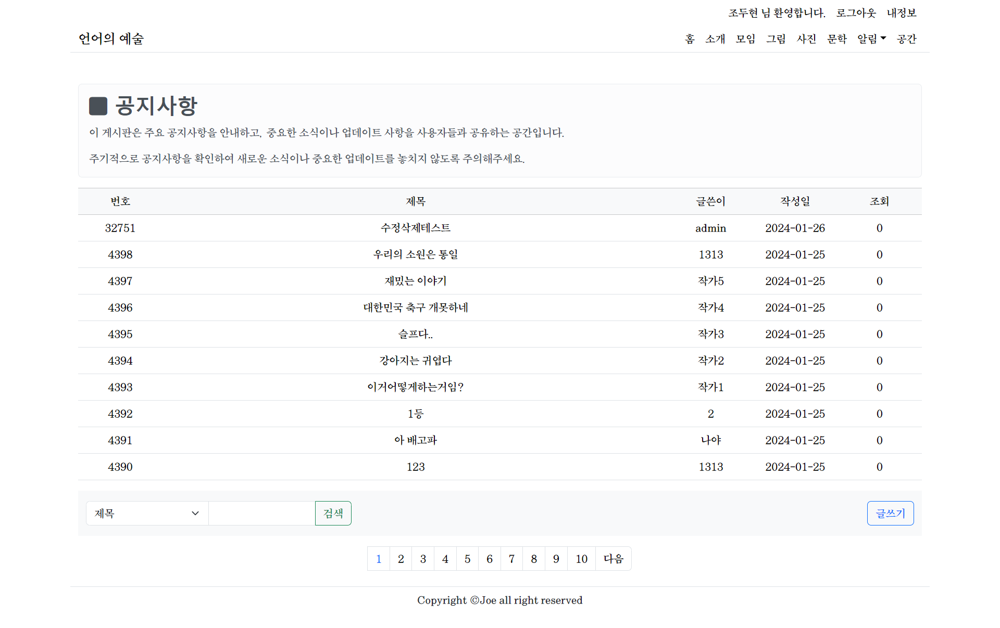 조두현 님 환영합니다. 로그아웃 내정보
언어의 예술 홈 소개 모임 그림 사진 문학 알림 공간
공지사항
이 게시판은 주요 공지사항을 안내하고, 중요한 소식이나 업데이트 사항을 사용자들과 공유하는 공간입니다.
주기적으로 공지사항을 확인하여 새로운 소식이나 중요한 업데이트를 놓치지 않도록 주의해주세요.
번호 제목 글쓴이 작성일 조회
32751 수정삭제테스트 admin 2024-01-26 0
4398 우리의 소원은 통일 1313 2024-01-25 0
4397 재밌는 이야기 작가5 2024-01-25 0
4396 대한민국 축구 개못하네 작가4 2024-01-25 0
4395 슬프다.. 작가3 2024-01-25 0
4394 강아지는 귀엽다 작가2 2024-01-25 0
4393 이거어떻게하는거임? 작가1 2024-01-25 0
4392 1등 2 2024-01-25 0
4391 아 배고파 나야 2024-01-25 0
4390 123 1313 2024-01-25 0
제목 검색 글쓰기
1 2 3 4 5 6 7 8 9 10 다음
Copyright ©Joe all right reserved